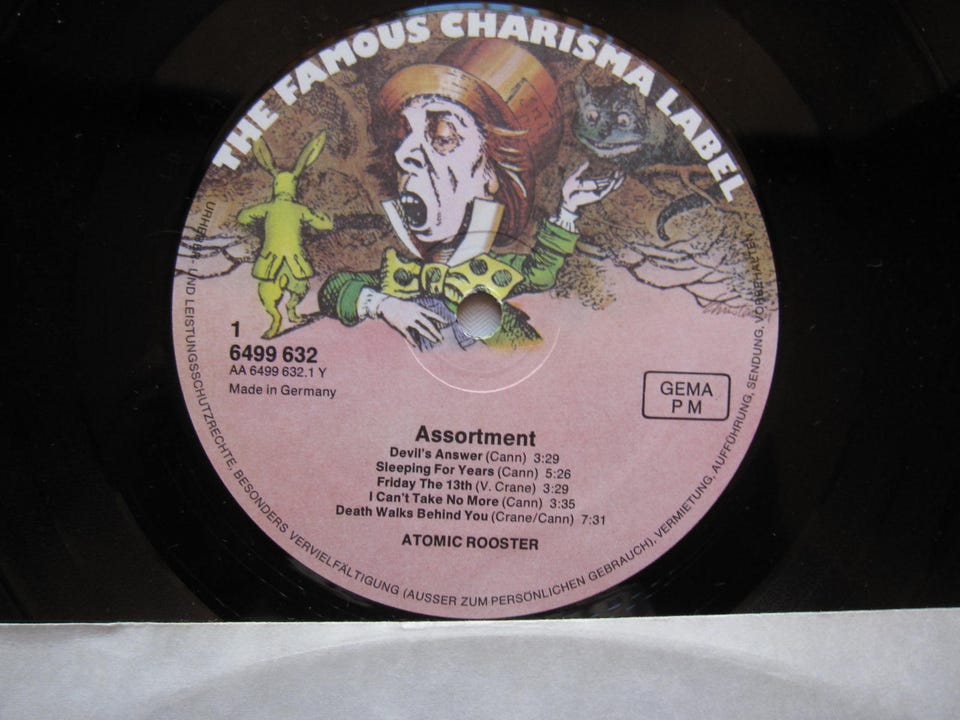 THE FAMOUS CHARISMA LABEL
1
6499 632
AA 6499 632.1 Y
Made in Germany
GEMA
P M
Assortment
Devil's Answer (Cann) 3:29
Sleeping For Years (Cann) 5:26
Friday The 13th (V. Crane) 3:29
I Can't Take No More (Cann) 3:35
Death Walks Behind You (Crane/Cann) 7:31
ATOMIC ROOSTER
URHEBER- UND LEISTUNGSSCHUTZRECHTE, BESONDERS VERVIELFÄLTIGUNG (AUSSER ZUM PERSÖNLICHEN GEBRAUCH), VERMIETUNG, AUFFÜHRUNG, SENDUNG, VORBEHALTEN